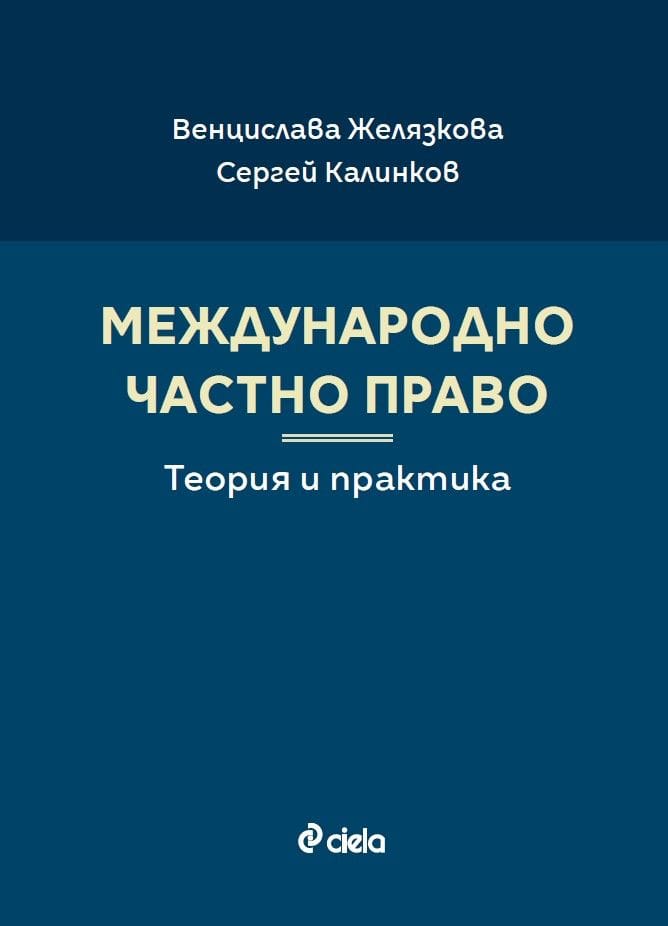 Венцислава Желязкова
Сергей Калинков
МЕЖДУНАРОДНО
ЧАСТНО ПРАВО
Теория и практика
ciela